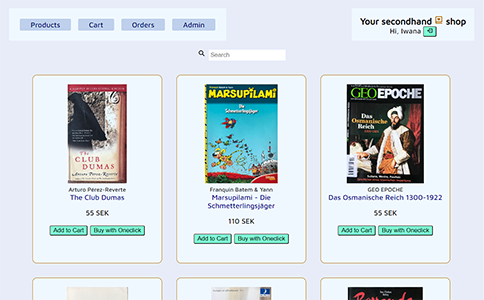 Products Cart Orders Admin
Your secondhand shop
Hi, Iwana
Search
THE
CLUB
DUMAS
Arturo Pérez-Reverte
MARSUPILAMI
Die
Schmetterlingsjäger
GEO EPOCHE
Das
Osmanische
Reich
Arturo Pérez-Reverte
The Club Dumas
55 SEK
Add to Cart Buy with Oneclick
Franquin Batem & Yann
Marsupilami - Die
Schmetterlingsjäger
110 SEK
Add to Cart Buy with Oneclick
GEO EPOCHE
Das Osmanische Reich 1300-1922
55 SEK
Add to Cart Buy with Oneclick